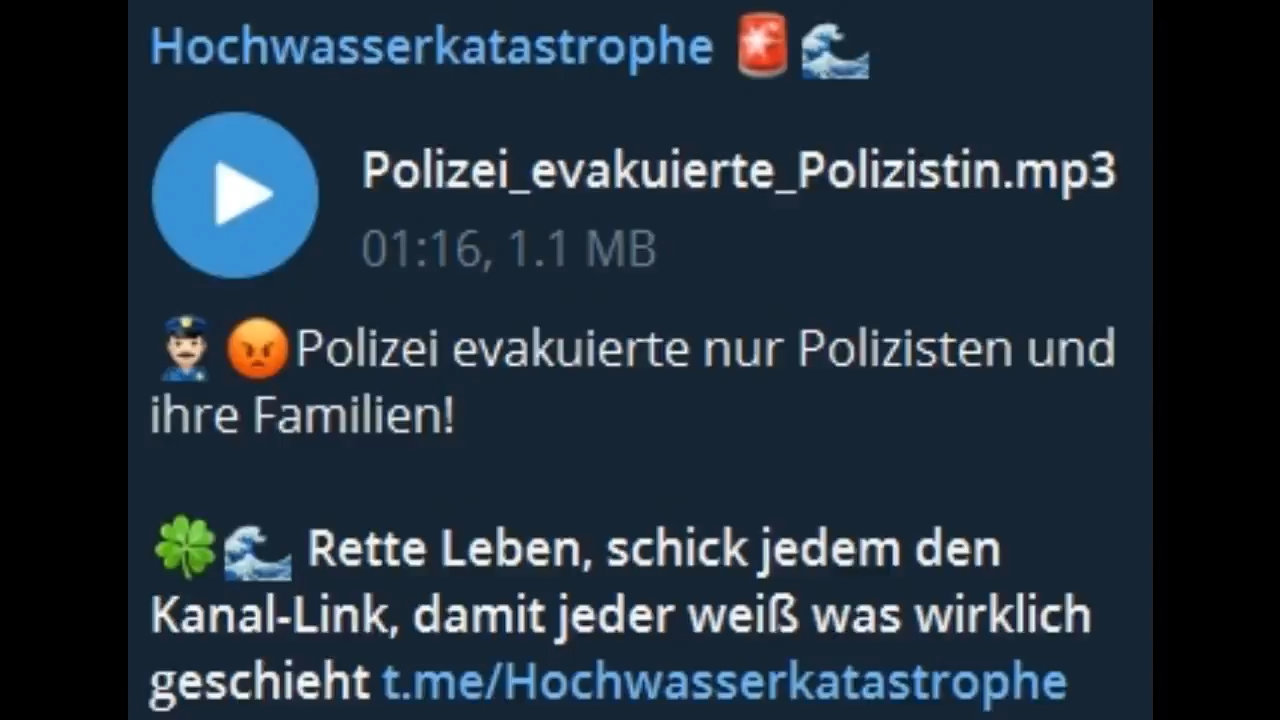 Hochwasserkatastrophe 🚨🌊
Polizei_evakuierte_Polizistin.mp3
01:16, 1.1 MB
👮🏻‍♂️😡Polizei evakuierte nur Polizisten und
ihre Familien!
🍀🌊 Rette Leben, schick jedem den
Kanal-Link, damit jeder weiß was wirklich
geschieht t.me/Hochwasserkatastrophe